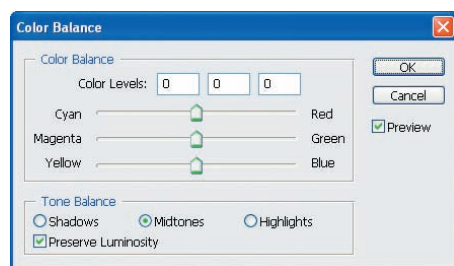 Color Balance
Color Balance
Color Levels: 0 0 0
Cyan Red
Magenta Green
Yellow Blue
Tone Balance
Shadows Midtones Highlights
Preserve Luminosity
OK
Cancel
Preview